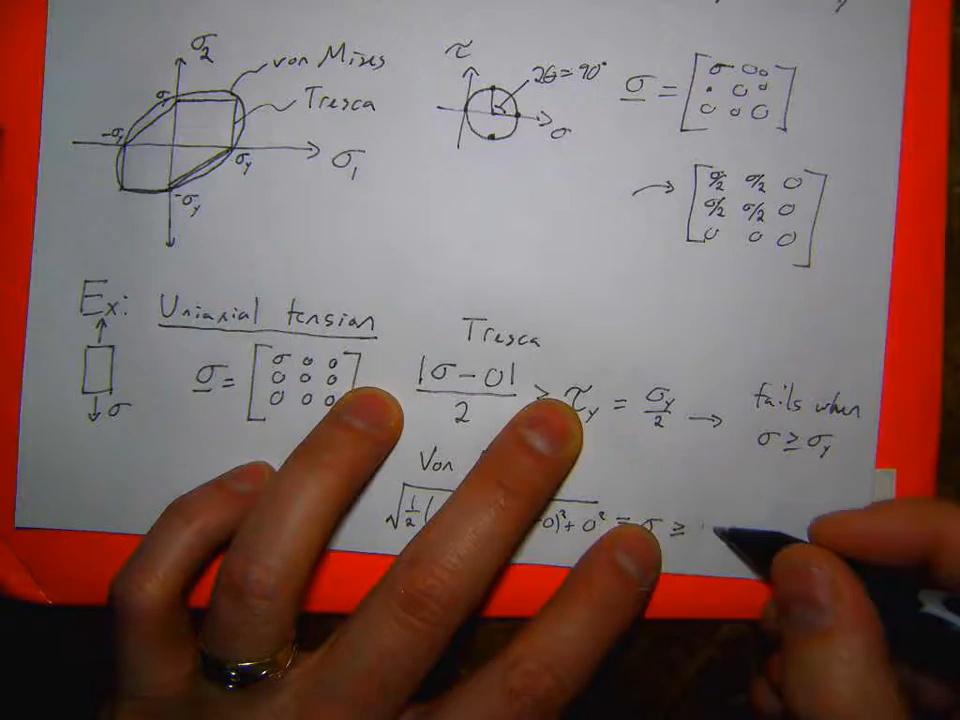 σ₂
von Mises
Tresca
σy
-σy
σy
σ₁
-σy
τ
2θ = 90°
σ
σ = [σ 0 0
· 0 0
0 0 0]
→ [σ/2 σ/2 0
σ/2 σ/2 0
0 0 0]
Ex: Uniaxial tension
σ
σ = [σ 0 0
0 0 0
0 0 0]
Tresca
|σ - 0| / 2 ≥ τy = σy/2 → fails when
σ ≥ σy
Von
√ 1/2 ( -0)² + 0² = σ ≥